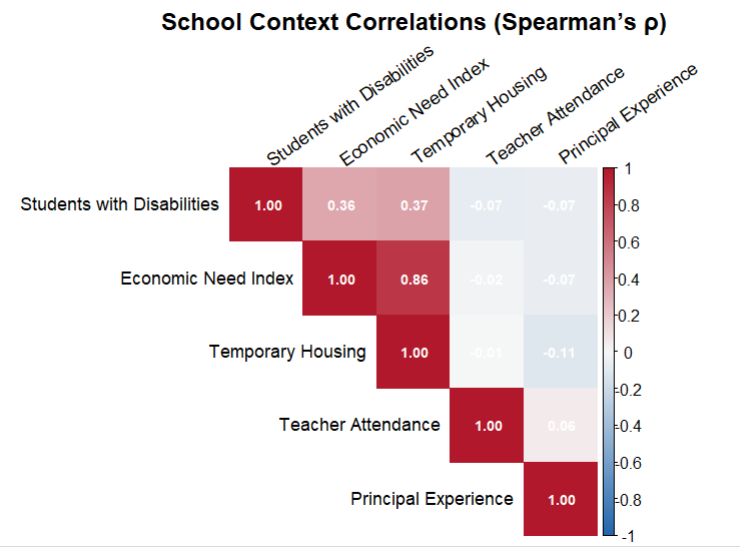 School Context Correlations (Spearman’s ρ)
Students with Disabilities
Economic Need Index
Temporary Housing
Teacher Attendance
Principal Experience
Students with Disabilities 1.00 0.36 0.37 -0.07 -0.07
Economic Need Index 1.00 0.86 -0.02 -0.07
Temporary Housing 1.00 -0.01 -0.11
Teacher Attendance 1.00 0.06
Principal Experience 1.00
1
0.8
0.6
0.4
0.2
0
-0.2
-0.4
-0.6
-0.8
-1